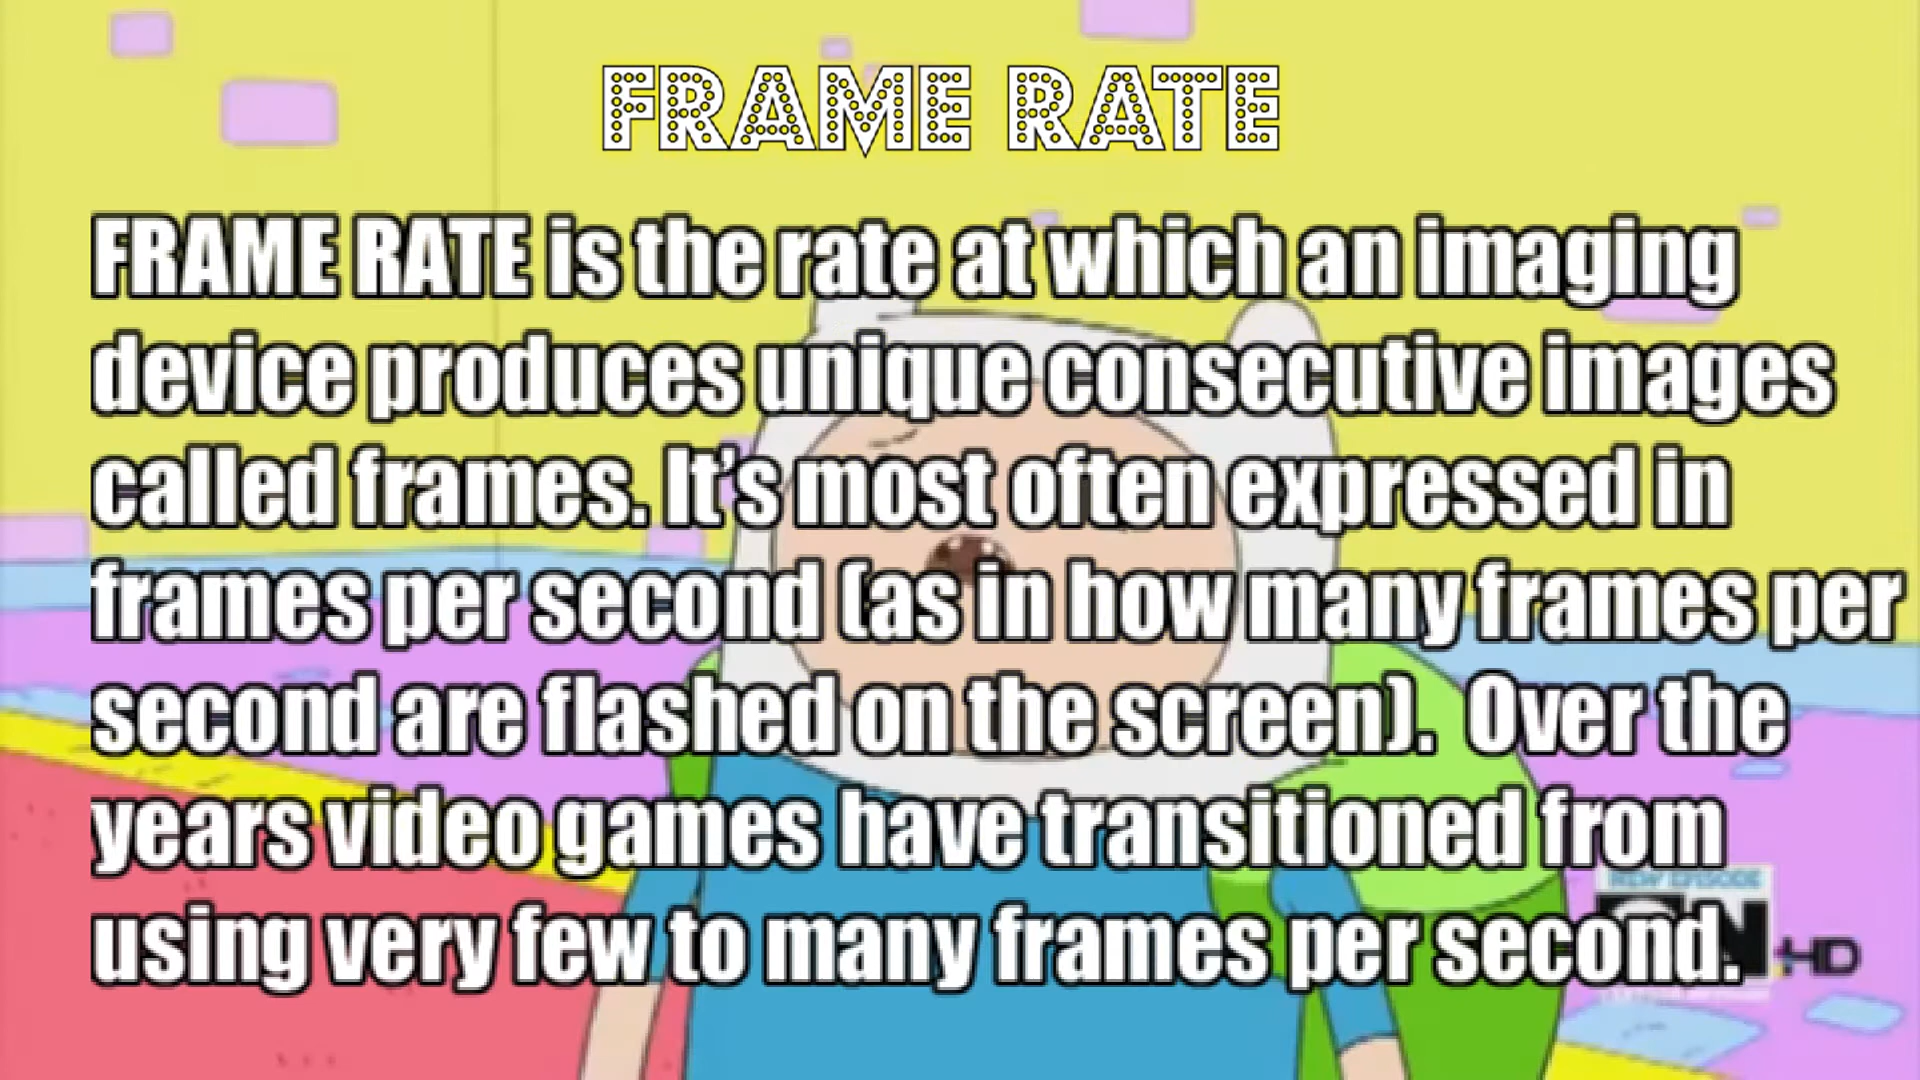 FRAME RATE
FRAME RATE is the rate at which an imaging
device produces unique consecutive images
called frames. It’s most often expressed in
frames per second (as in how many frames per
second are flashed on the screen).  Over the
years video games have transitioned from
using very few to many frames per second.
NEW EPISODE
N HD